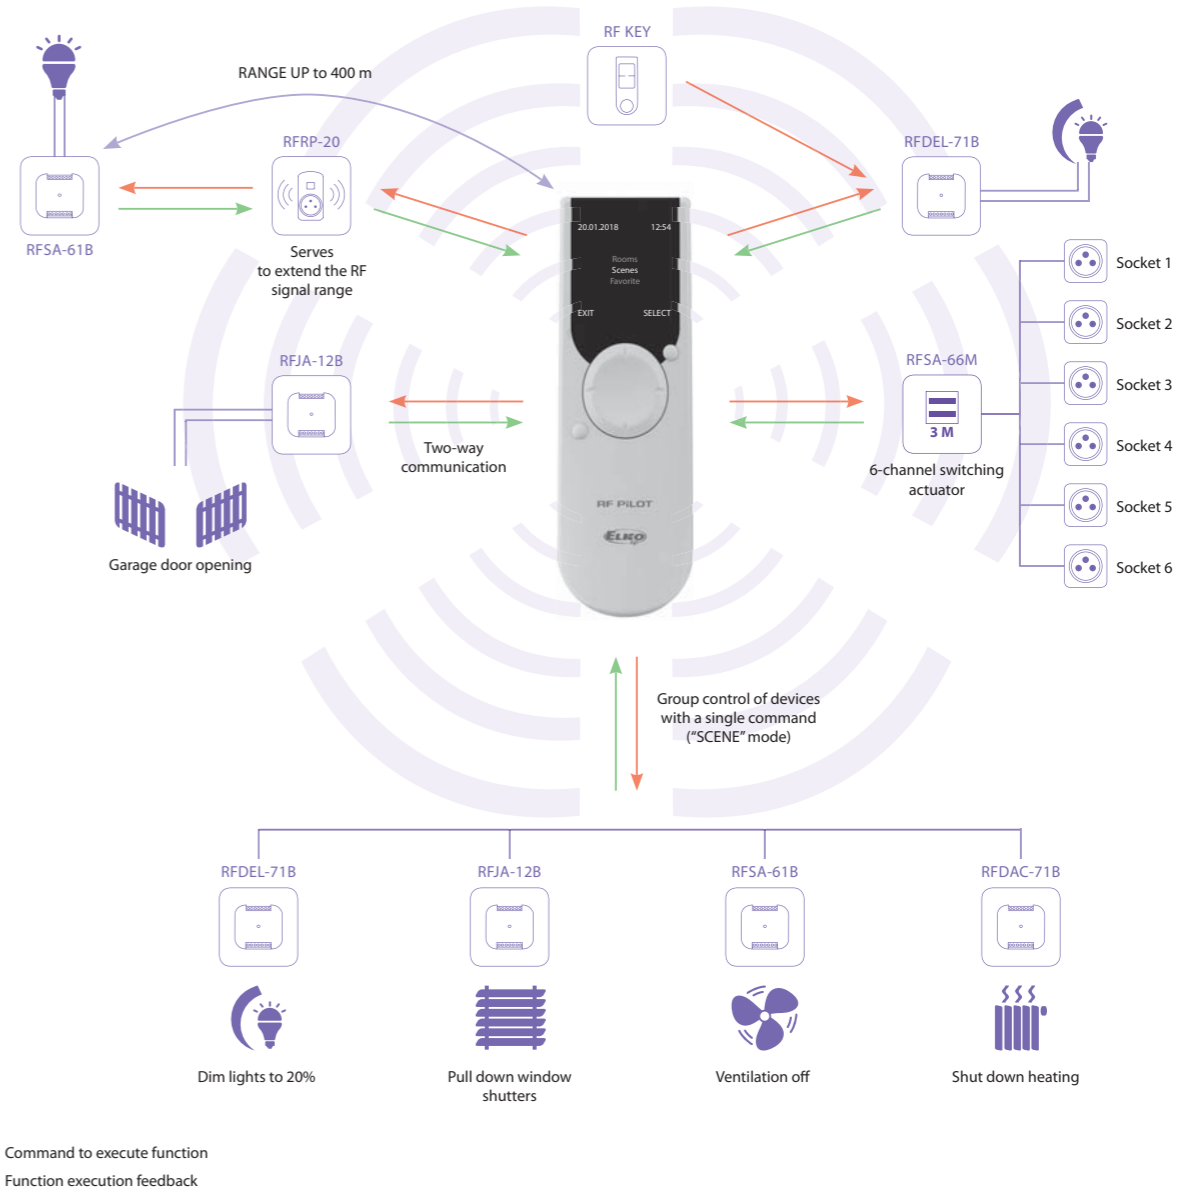 RF KEY
RANGE UP to 400 m
RFRP-20
RFDEL-71B
RFSA-61B
Serves
to extend the RF
signal range
20.01.2018 12:54
Rooms
Scenes
Favorite
EXIT SELECT
Socket 1
Socket 2
Socket 3
Socket 4
Socket 5
Socket 6
RFJA-12B
RFSA-66M
3 M
Two-way
communication
6-channel switching
actuator
Garage door opening
RF PiLOT
ELKO
Group control of devices
with a single command
(“SCENE” mode)
RFDEL-71B
RFJA-12B
RFSA-61B
RFDAC-71B
Dim lights to 20%
Pull down window
shutters
Ventilation off
Shut down heating
Command to execute function
Function execution feedback